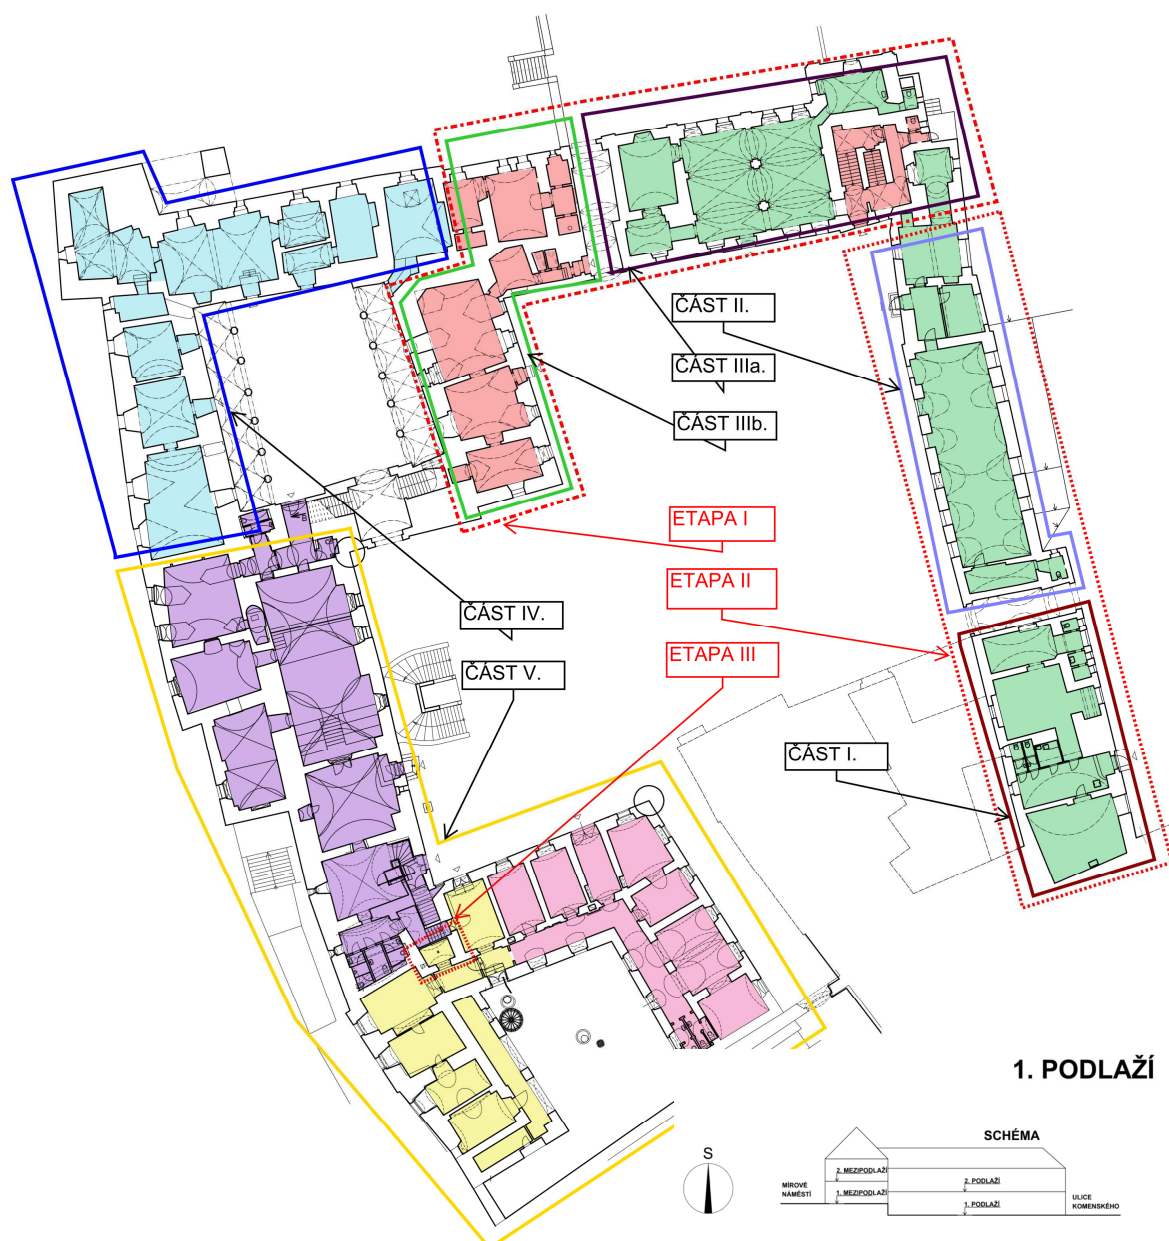 ČÁST II.
ČÁST IIIa.
ČÁST IIIb.
ETAPA I
ETAPA II
ETAPA III
ČÁST IV.
ČÁST V.
ČÁST I.
1. PODLAŽÍ
S
SCHÉMA
2. MEZIPODLAŽÍ
2. PODLAŽÍ
MÍROVÉ
NÁMĚSTÍ
1. MEZIPODLAŽÍ
1. PODLAŽÍ
ULICE
KOMENSKÉHO